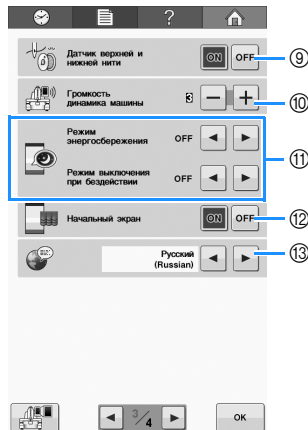 ?
Датчик верхней и
нижней нити
ON OFF
⑨
Громкость
динамика машины
3 − +
⑩
Режим
энергосбережения
OFF
⑪
Режим выключения
при бездействии
OFF
Начальный экран
ON OFF
⑫
Русский
(Russian)
⑬
3/4
OK